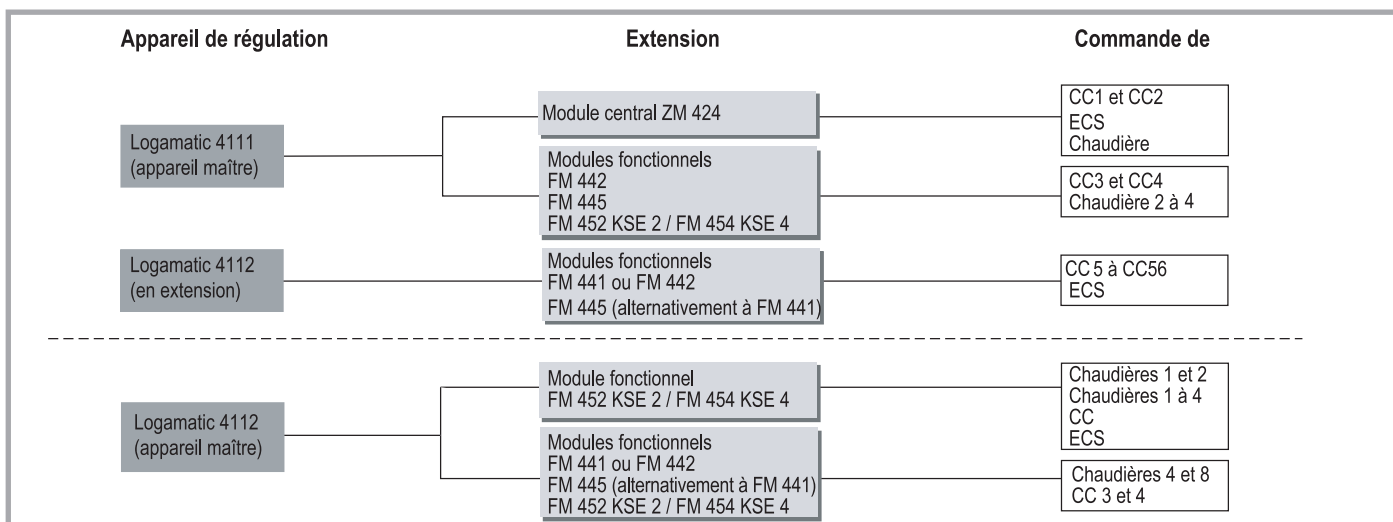 Appareil de régulation
Extension
Commande de
Logamatic 4111
(appareil maître)
Module central ZM 424
CC1 et CC2
ECS
Chaudière
Modules fonctionnels
FM 442
FM 445
FM 452 KSE 2 / FM 454 KSE 4
CC3 et CC4
Chaudière 2 à 4
Logamatic 4112
(en extension)
Modules fonctionnels
FM 441 ou FM 442
FM 445 (alternativement à FM 441)
CC 5 à CC56
ECS
Logamatic 4112
(appareil maître)
Module fonctionnel
FM 452 KSE 2 / FM 454 KSE 4
Chaudières 1 et 2
Chaudières 1 à 4
CC
ECS
Modules fonctionnels
FM 441 ou FM 442
FM 445 (alternativement à FM 441)
FM 452 KSE 2 / FM 454 KSE 4
Chaudières 4 et 8
CC 3 et 4